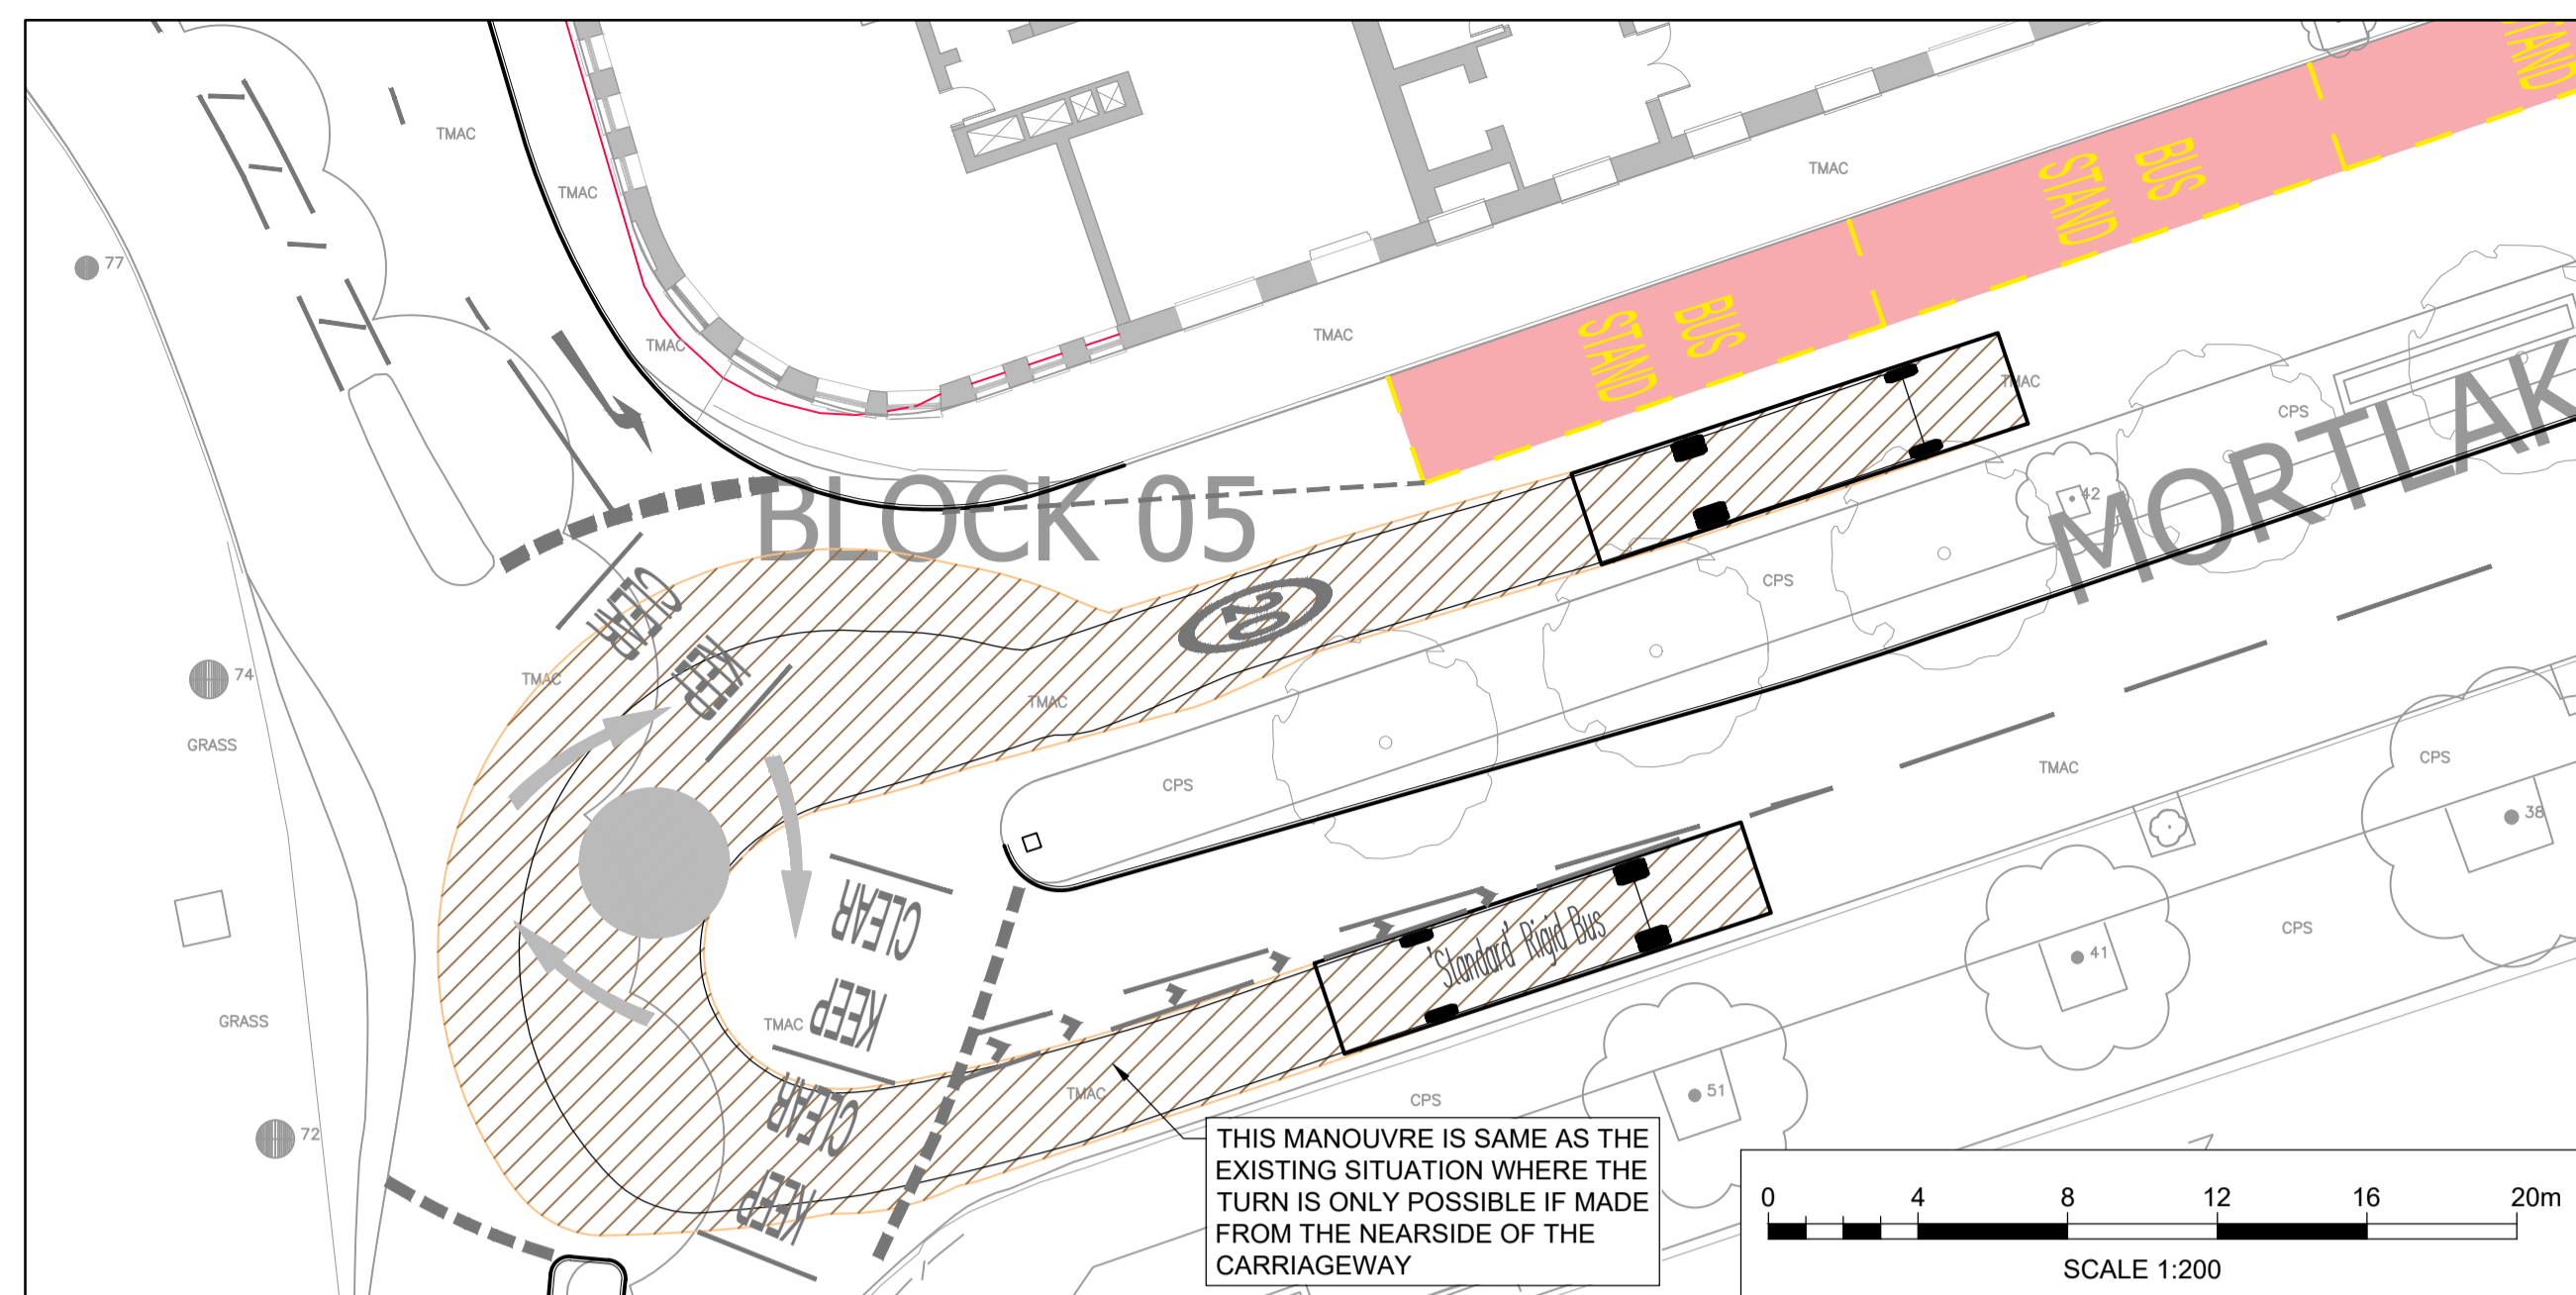 STAND
TMAC
TMAC
TMAC
BUS
STAND
77
TMAC
TMAC
BUS
STAND
TMAC
CPS
42
MORTLAK
BLOCK 05
CPS
20
CLEAR
KEEP
TMAC
74
TMAC
GRASS
CPS
TMAC
CPS
38
CLEAR
KEEP
'Standard' Rigid Bus
CPS
41
TMAC
GRASS
TMAC
CPS
51
CLEAR
KEEP
72
THIS MANOUVRE IS SAME AS THE
EXISTING SITUATION WHERE THE
TURN IS ONLY POSSIBLE IF MADE
FROM THE NEARSIDE OF THE
CARRIAGEWAY
0 4 8 12 16 20m
SCALE 1:200